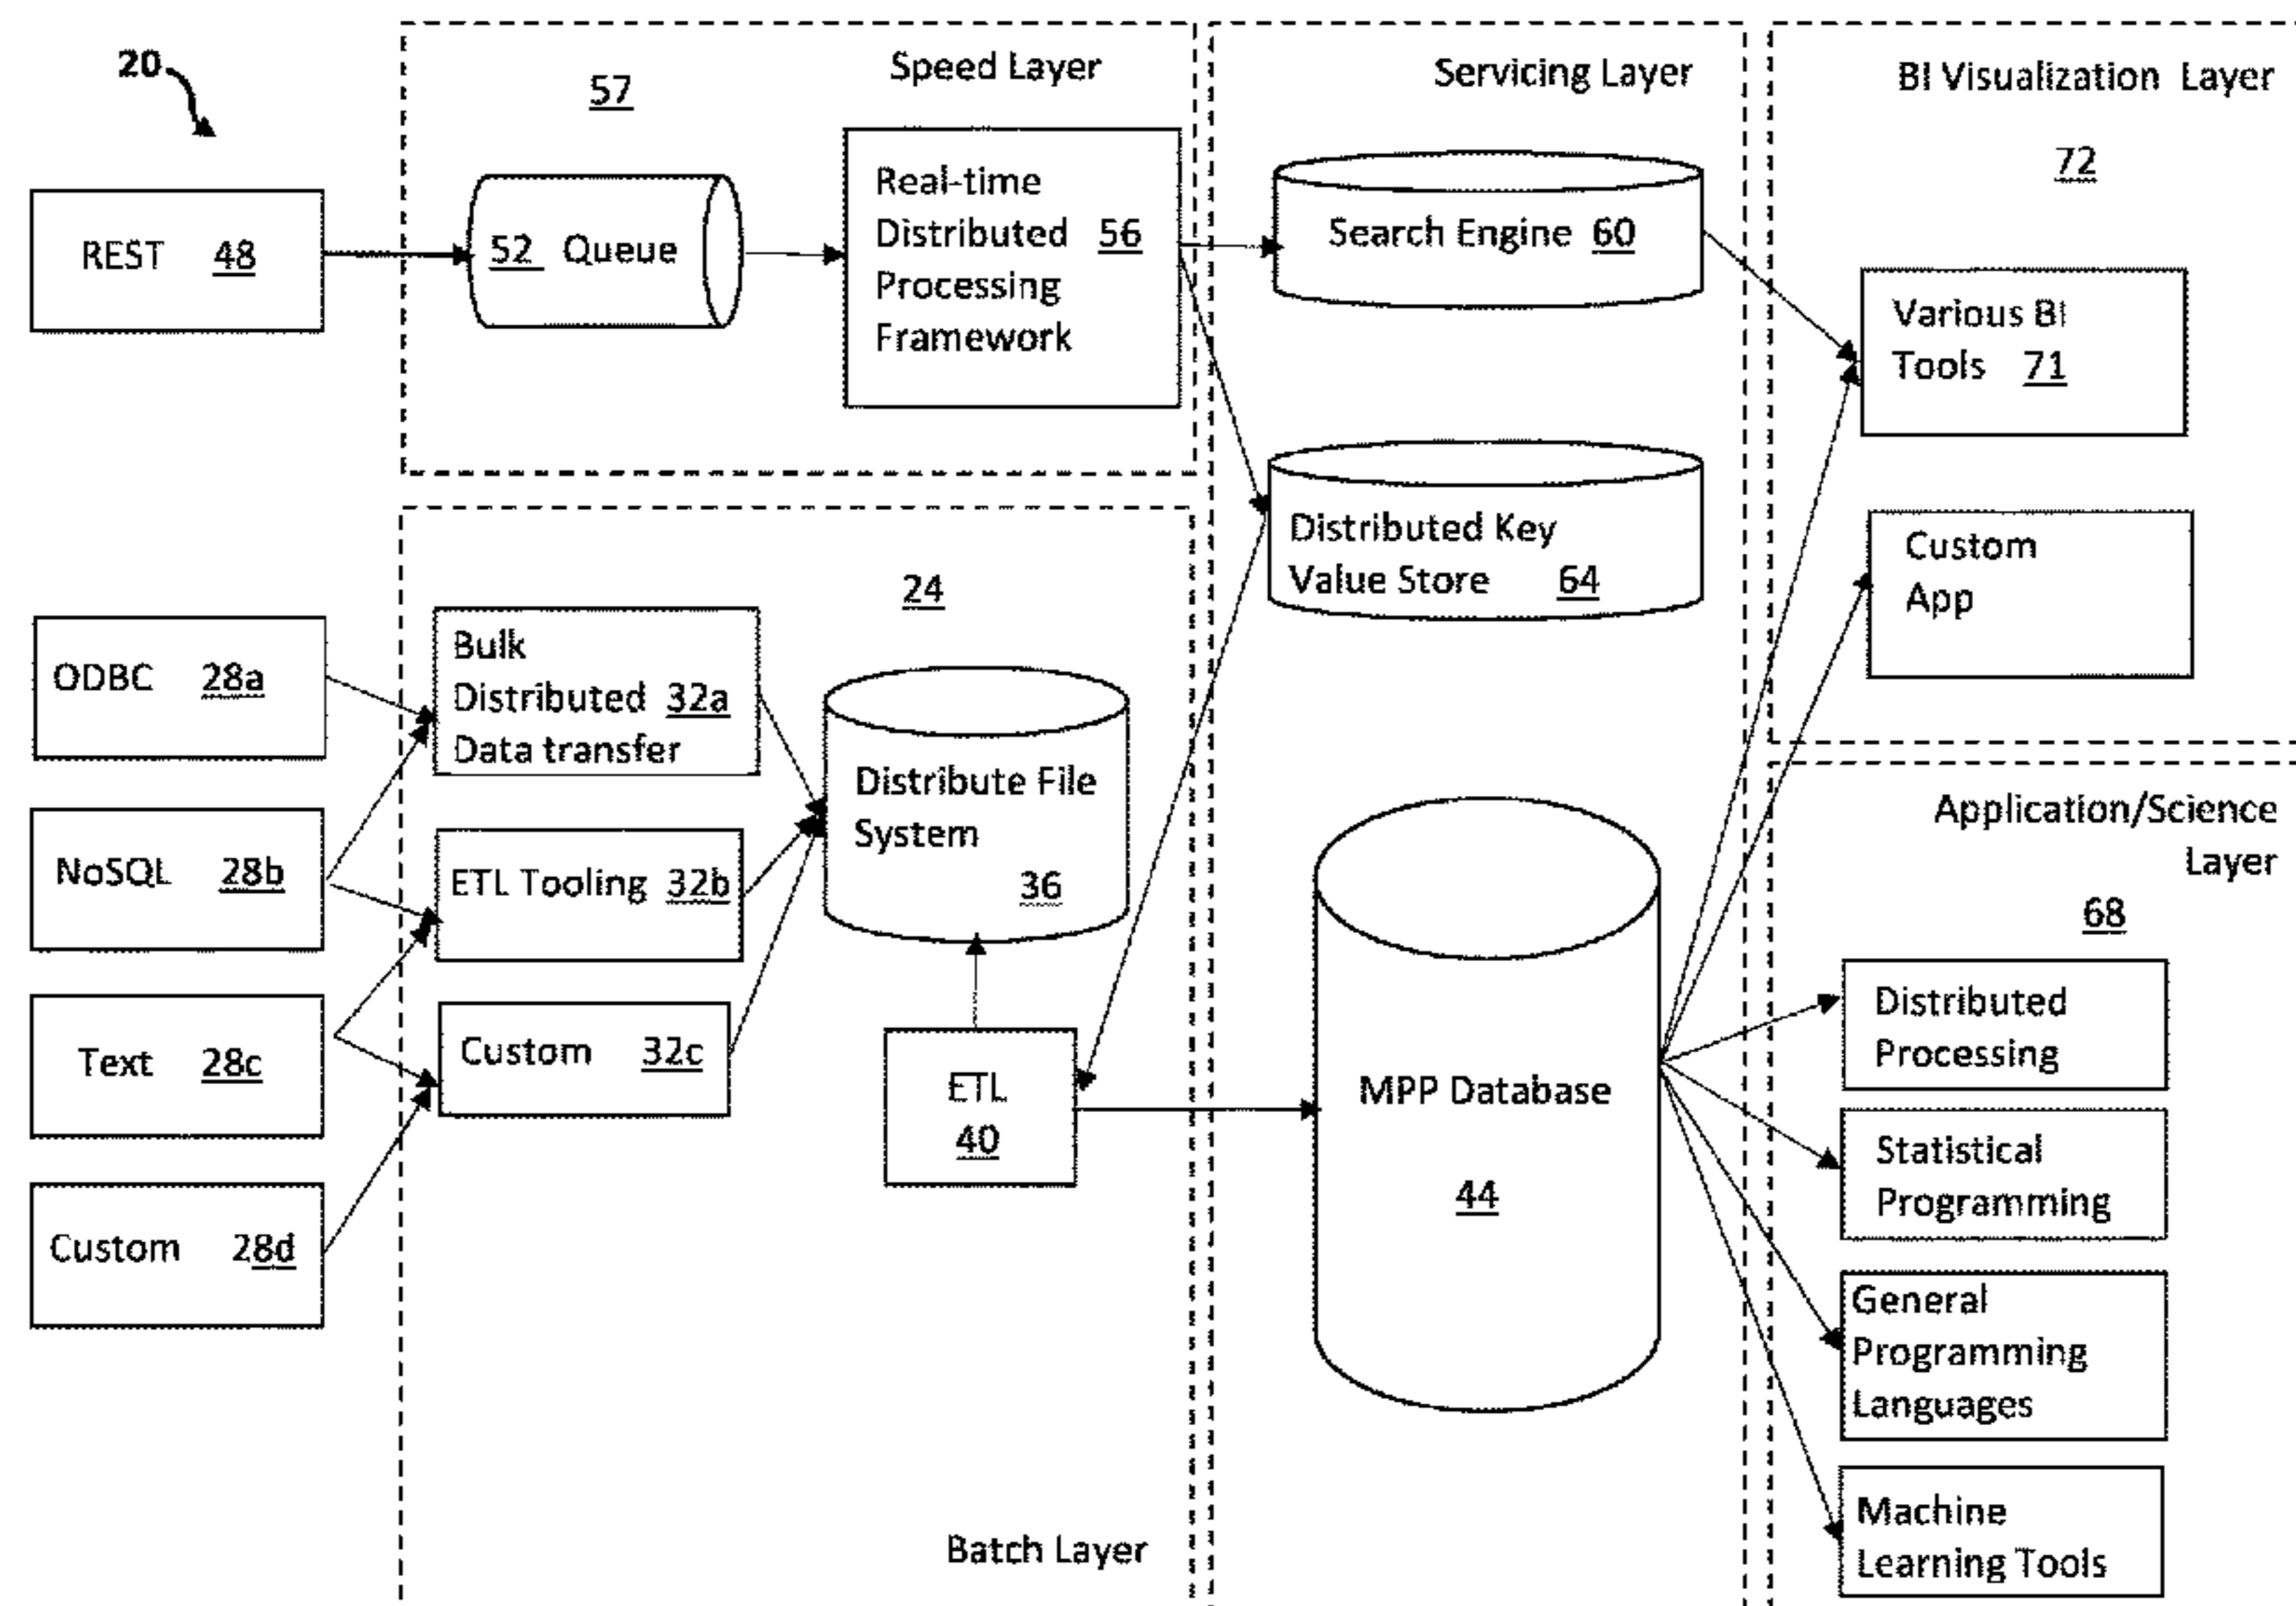 20
57
Speed Layer
REST 48
52 Queue
Real-time
Distributed 56
Processing
Framework
Servicing Layer
Search Engine 60
Distributed Key
Value Store 64
BI Visualization Layer
72
Various BI
Tools 71
Custom
App
ODBC 28a
NoSQL 28b
Text 28c
Custom 28d
24
Bulk
Distributed 32a
Data transfer
ETL Tooling 32b
Custom 32c
Distribute File
System
36
ETL
40
Batch Layer
MPP Database
44
Application/Science
Layer
68
Distributed
Processing
Statistical
Programming
General
Programming
Languages
Machine
Learning Tools